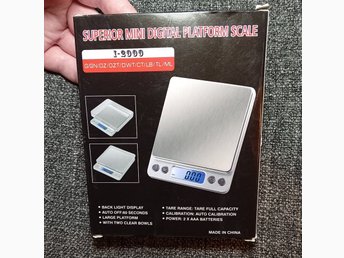 SUPERIOR MINI DIGITAL PLATFORM SCALE
I-2000
G/GN/OZ/OZT/DWT/CT/LB/TL/ML
0.00
• BACK LIGHT DISPLAY
• AUTO OFF 60 SECONDS
• LARGE PLATFORM
• WITH TWO CLEAR BOWLS
• TARE RANGE: TARE FULL CAPACITY
• CALIBRATION: AUTO CALIBRATION
• POWER: 2 X AAA BATTERIES
MADE IN CHINA